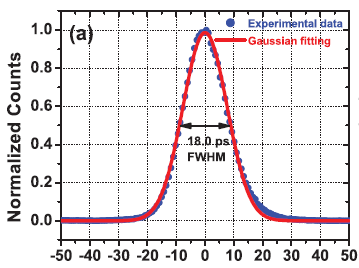 (a)
Experimental data
Gaussian fitting
Normalized Counts
1.0
0.8
0.6
0.4
0.2
0.0
18.0 ps
FWHM
-50 -40 -30 -20 -10 0 10 20 30 40 50